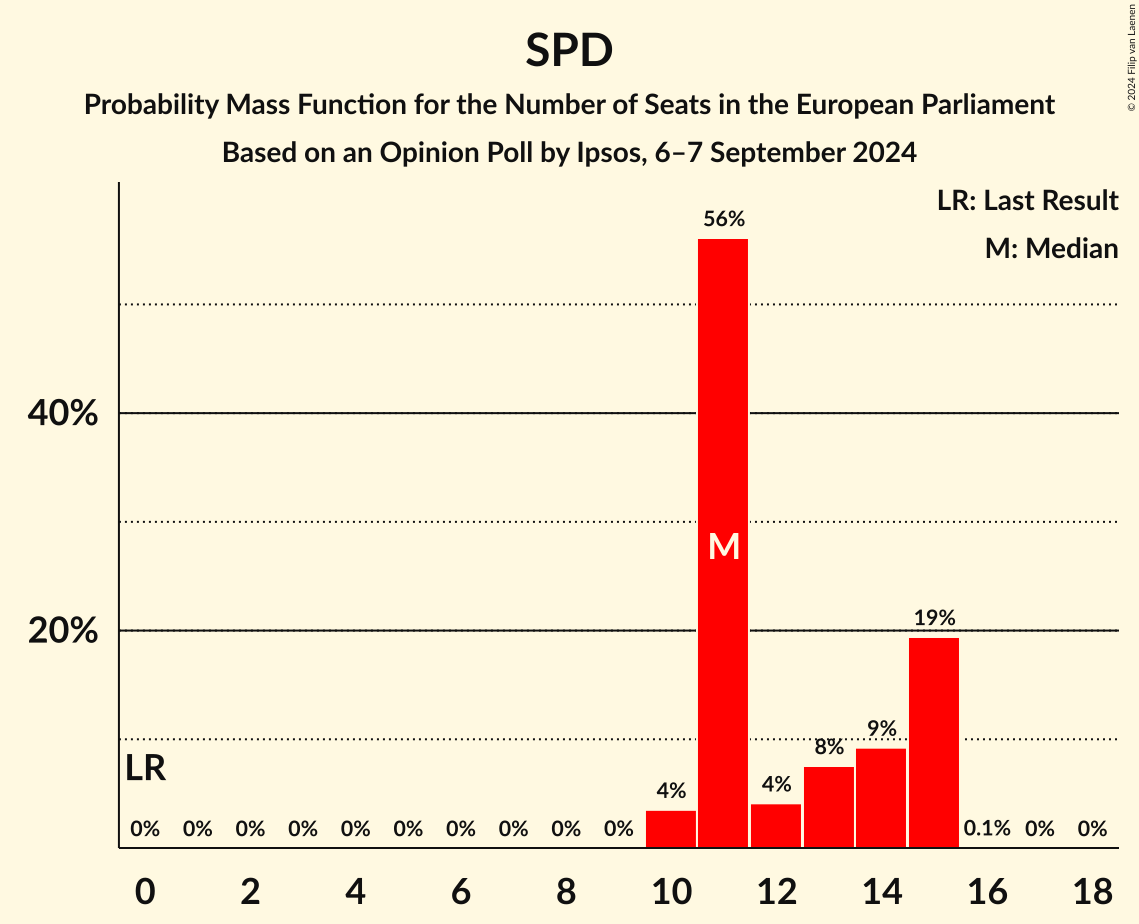 © 2024 Filip van Laenen
SPD
Probability Mass Function for the Number of Seats in the European Parliament
Based on an Opinion Poll by Ipsos, 6–7 September 2024
LR: Last Result
M: Median
56%
40%
M
20%
19%
9%
8%
LR
4%
4%
0% 0% 0% 0% 0% 0% 0% 0% 0% 0% 0.1% 0% 0%
0 2 4 6 8 10 12 14 16 18